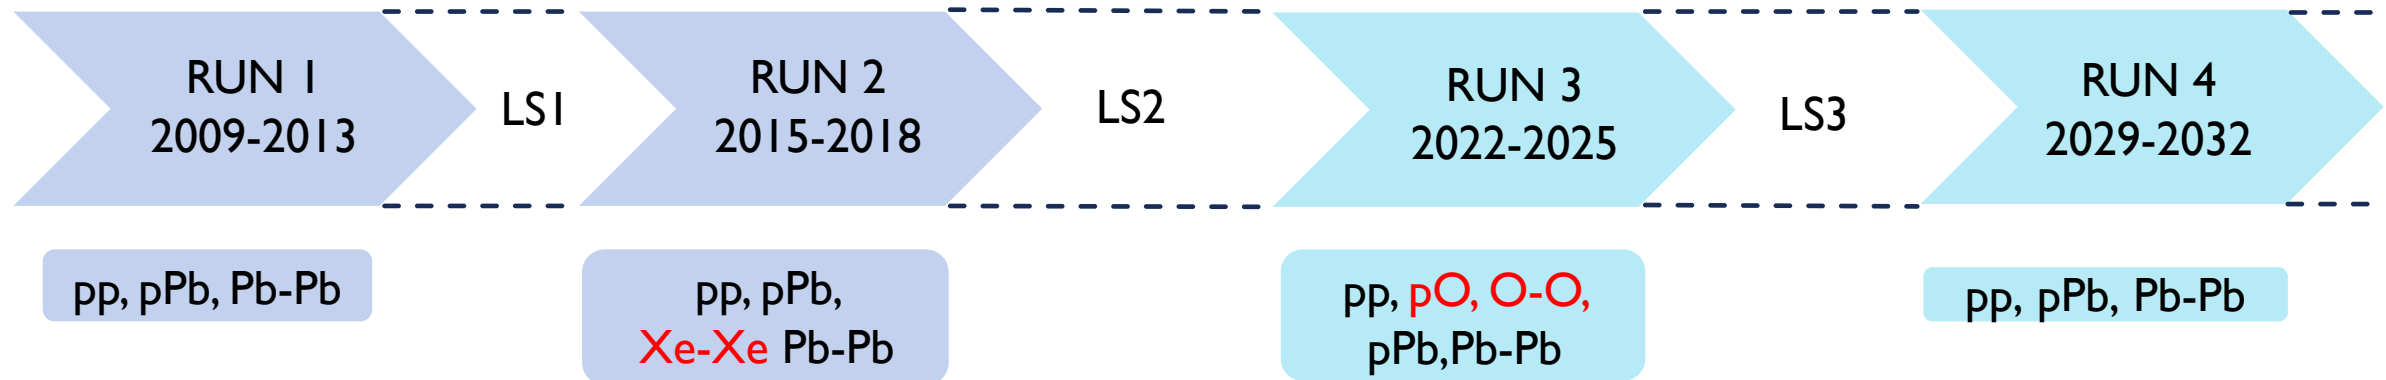 RUN 1
2009-2013
LS1
RUN 2
2015-2018
LS2
RUN 3
2022-2025
LS3
RUN 4
2029-2032
pp, pPb, Pb-Pb
pp, pPb,
Xe-Xe Pb-Pb
pp, pO, O-O,
pPb,Pb-Pb
pp, pPb, Pb-Pb